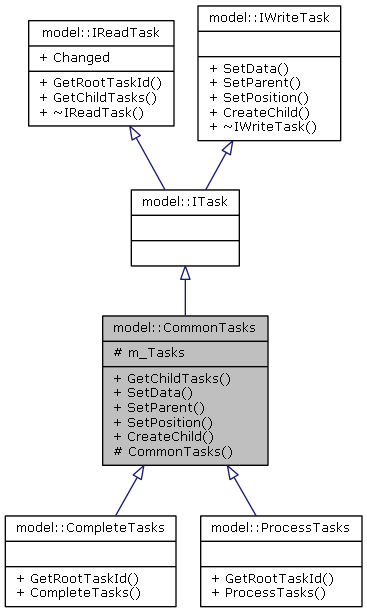 model::IReadTask
+ Changed
+ GetRootTaskId()
+ GetChildTasks()
+ ~IReadTask()
model::IWriteTask
+ SetData()
+ SetParent()
+ SetPosition()
+ CreateChild()
+ ~IWriteTask()
model::ITask
model::CommonTasks
# m_Tasks
+ GetChildTasks()
+ SetData()
+ SetParent()
+ SetPosition()
+ CreateChild()
# CommonTasks()
model::CompleteTasks
+ GetRootTaskId()
+ CompleteTasks()
model::ProcessTasks
+ GetRootTaskId()
+ ProcessTasks()